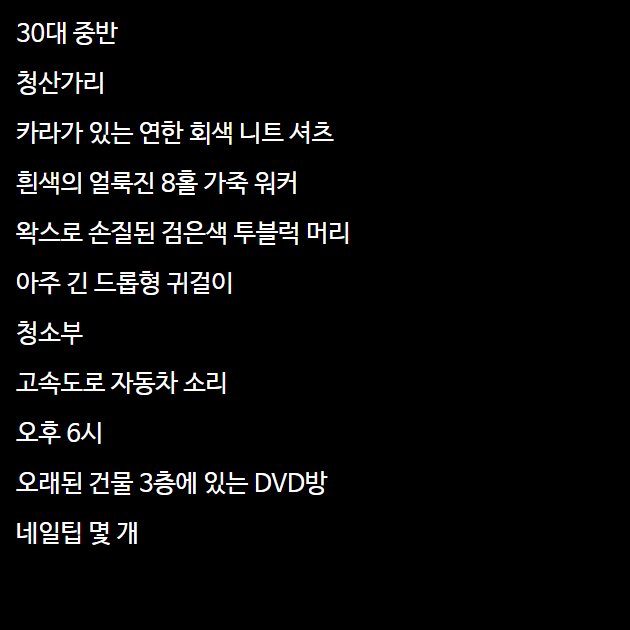 30대 중반
청산가리
카라가 있는 연한 회색 니트 셔츠
흰색의 얼룩진 8홀 가죽 워커
왁스로 손질된 검은색 투블럭 머리
아주 긴 드롭형 귀걸이
청소부
고속도로 자동차 소리
오후 6시
오래된 건물 3층에 있는 DVD방
네일팁 몇 개